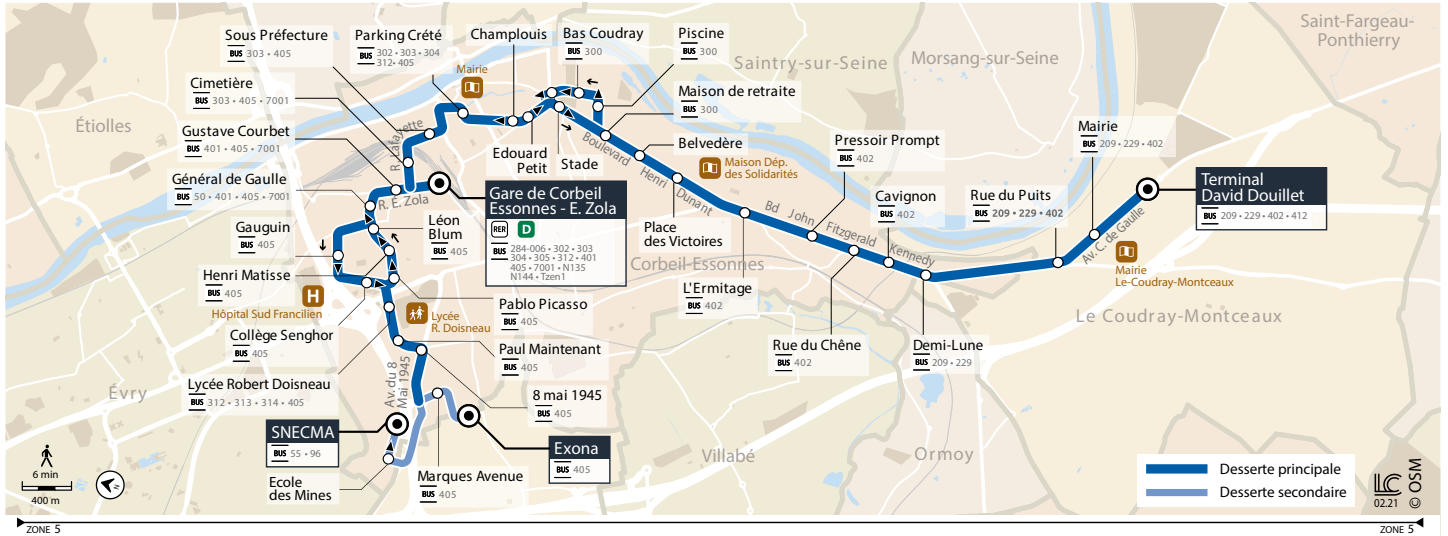 Saint-Fargeau-
Ponthierry
Sous Préfecture
BUS 303 • 405
Parking Crété
BUS 302 • 303 • 304
312 • 405
Champlouis
Bas Coudray
BUS 300
Piscine
BUS 300
Mairie
Saintry-sur-Seine
Morsang-sur-Seine
Cimetière
BUS 303 • 405 • 7001
Maison de retraite
BUS 300
Étiolles
Gustave Courbet
BUS 401 • 405 • 7001
R. Lafayette
Edouard
Petit
Stade
Boulevard Henri Dunant
Belvedère
Maison Dép.
des Solidarités
Pressoir Prompt
BUS 402
Mairie
BUS 209 • 229 • 402
Général de Gaulle
BUS 50 • 401 • 405 • 7001
R. É. Zola
Gare de Corbeil
Essonnes - E. Zola
RER D
BUS 284-006 • 302 • 303
304 • 305 • 312 • 401
405 • 7001 • N135
N144 • Tzen1
Terminal
David Douillet
BUS 209 • 229 • 402 • 412
Rue du Puits
BUS 209 • 229 • 402
Cavignon
BUS 402
Gauguin
BUS 405
Léon
Blum
BUS 405
Place
des Victoires
Bd John Fitzgerald Kennedy
Av. C. de Gaulle
Corbeil-Essonnes
Mairie
Le-Coudray-Montceaux
Henri Matisse
BUS 405
H
Hôpital Sud Francilien
Lycée
R. Doisneau
Pablo Picasso
BUS 405
L'Ermitage
BUS 402
Le Coudray-Montceaux
Collège Senghor
BUS 405
Paul Maintenant
BUS 405
Rue du Chêne
BUS 402
Demi-Lune
BUS 209 • 229
Évry
Lycée Robert Doisneau
BUS 312 • 313 • 314 • 405
Av. du 8
Mai 1945
8 mai 1945
BUS 405
SNECMA
BUS 55 • 96
Exona
BUS 405
Villabé
Ormoy
Ecole
des Mines
Marques Avenue
BUS 405
6 min
400 m
N
Desserte principale
Desserte secondaire
LC
02.21
© OSM
ZONE 5
ZONE 5